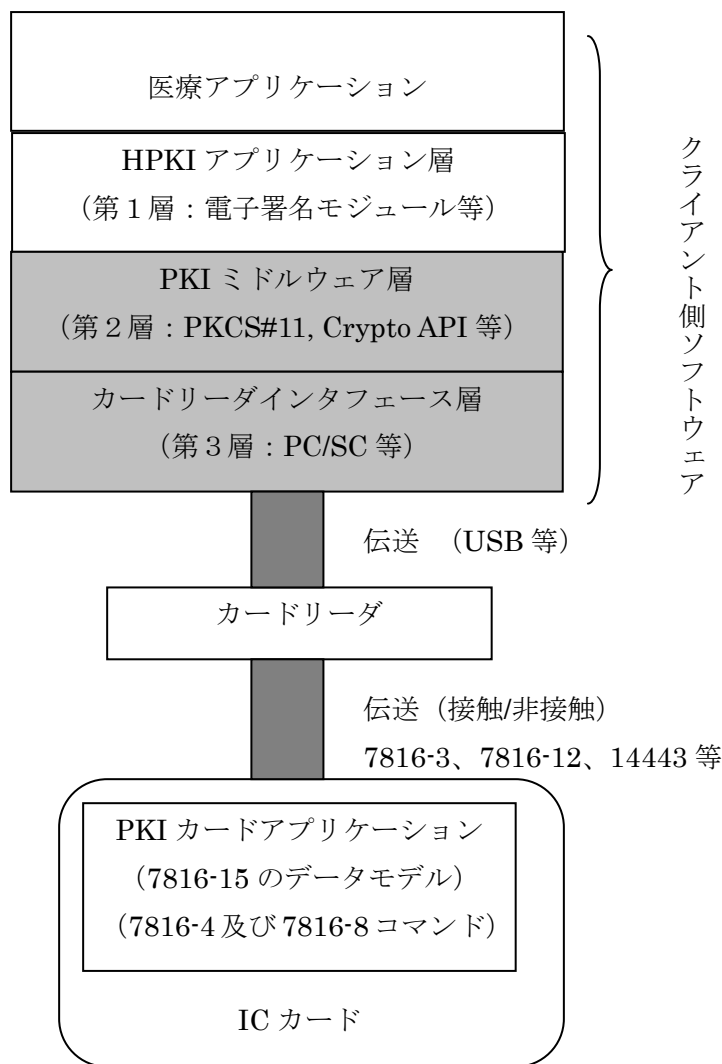 医療アプリケーション
HPKI アプリケーション層
（第１層：電子署名モジュール等）
PKI ミドルウェア層
（第２層：PKCS#11, Crypto API 等）
カードリーダインタフェース層
（第３層：PC/SC 等）
クライアント側ソフトウェア
伝送　（USB 等）
カードリーダ
伝送（接触/非接触）
7816-3、7816-12、14443 等
PKI カードアプリケーション
（7816-15 のデータモデル）
（7816-4 及び 7816-8 コマンド）
IC カード